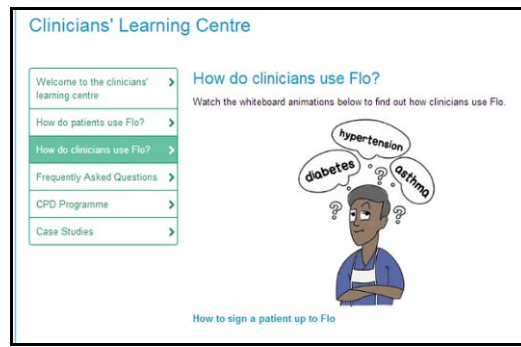 Clinicians' Learning Centre
Welcome to the clinicians'
learning centre
How do patients use Flo?
How do clinicians use Flo?
Frequently Asked Questions
CPD Programme
Case Studies
How do clinicians use Flo?
Watch the whiteboard animations below to find out how clinicians use Flo.
hypertension
diabetes
asthma
?
?
?
?
How to sign a patient up to Flo